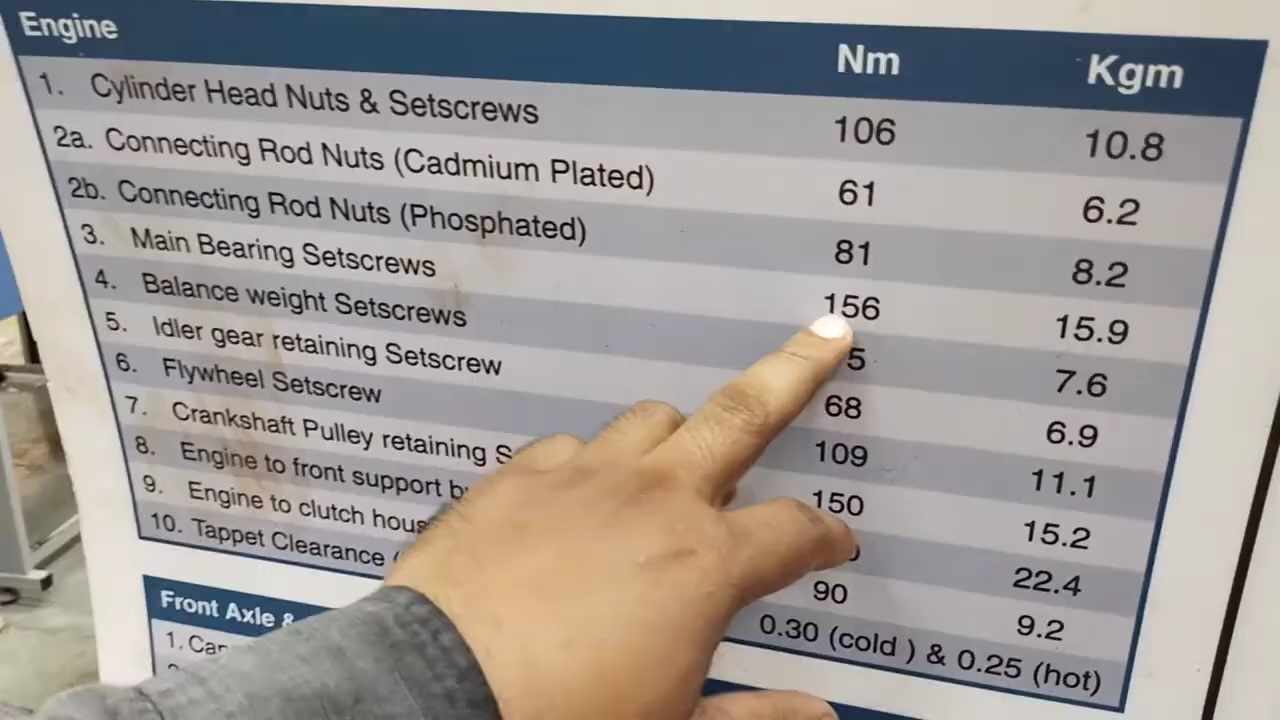 Engine Nm Kgm
1. Cylinder Head Nuts & Setscrews 106 10.8
2a. Connecting Rod Nuts (Cadmium Plated) 61 6.2
2b. Connecting Rod Nuts (Phosphated) 81 8.2
3. Main Bearing Setscrews 156 15.9
4. Balance weight Setscrews 5 7.6
5. Idler gear retaining Setscrew 68 6.9
6. Flywheel Setscrew 109 11.1
7. Crankshaft Pulley retaining 150 15.2
8. Engine to front support 22.4
9. Engine to clutch 90 9.2
10. Tappet Clearance 0.30 (cold ) & 0.25 (hot)
Front Axle &
1.